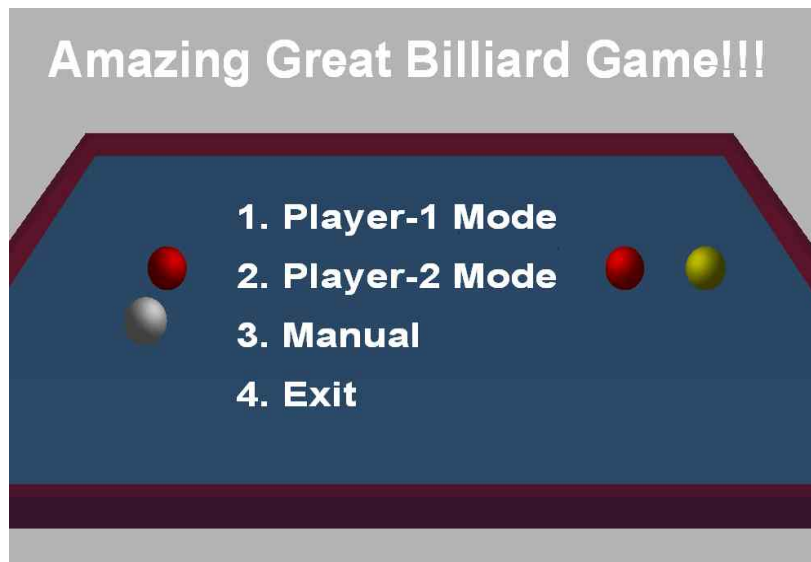 Amazing Great Billiard Game!!!
1. Player-1 Mode
2. Player-2 Mode
3. Manual
4. Exit